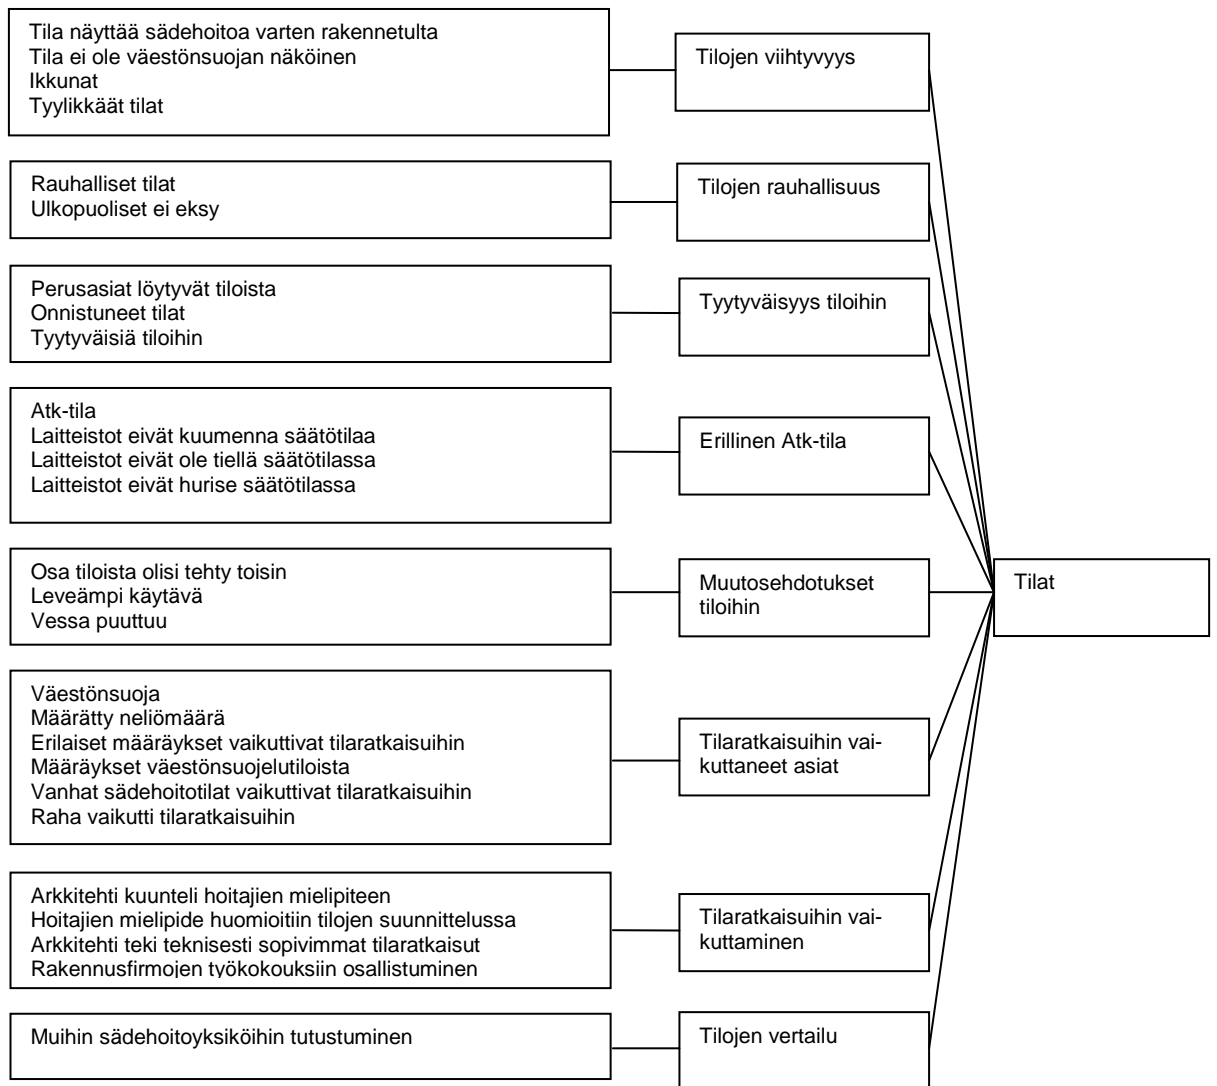 Tila näyttää sädehoitoa varten rakennetulta
Tila ei ole väestönsuojan näköinen
Ikkunat
Tyylikkäät tilat
Tilojen viihtyvyys
Rauhalliset tilat
Ulkopuoliset ei eksy
Tilojen rauhallisuus
Perusasiat löytyvät tiloista
Onnistuneet tilat
Tyytyväisiä tiloihin
Tyytyväisyys tiloihin
Atk-tila
Laitteistot eivät kuumenna säätötilaa
Laitteistot eivät ole tiellä säätötilassa
Laitteistot eivät hurise säätötilassa
Erillinen Atk-tila
Osa tiloista olisi tehty toisin
Leveämpi käytävä
Vessa puuttuu
Muutosehdotukset
tiloihin
Tilat
Väestönsuoja
Määrätty neliömäärä
Erilaiset määräykset vaikuttivat tilaratkaisuihin
Määräykset väestönsuojelutiloista
Vanhat sädehoitotilat vaikuttivat tilaratkaisuihin
Raha vaikutti tilaratkaisuihin
Tilaratkaisuihin vai-
kuttaneet asiat
Arkkitehti kuunteli hoitajien mielipiteen
Hoitajien mielipide huomioitiin tilojen suunnittelussa
Arkkitehti teki teknisesti sopivimmat tilaratkaisut
Rakennusfirmojen työkokouksiin osallistuminen
Tilaratkaisuihin vai-
kuttaminen
Muihin sädehoitoyksiköihin tutustuminen
Tilojen vertailu